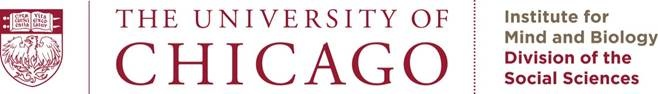 THE UNIVERSITY OF
CHICAGO
Institute for
Mind and Biology
Division of the
Social Sciences